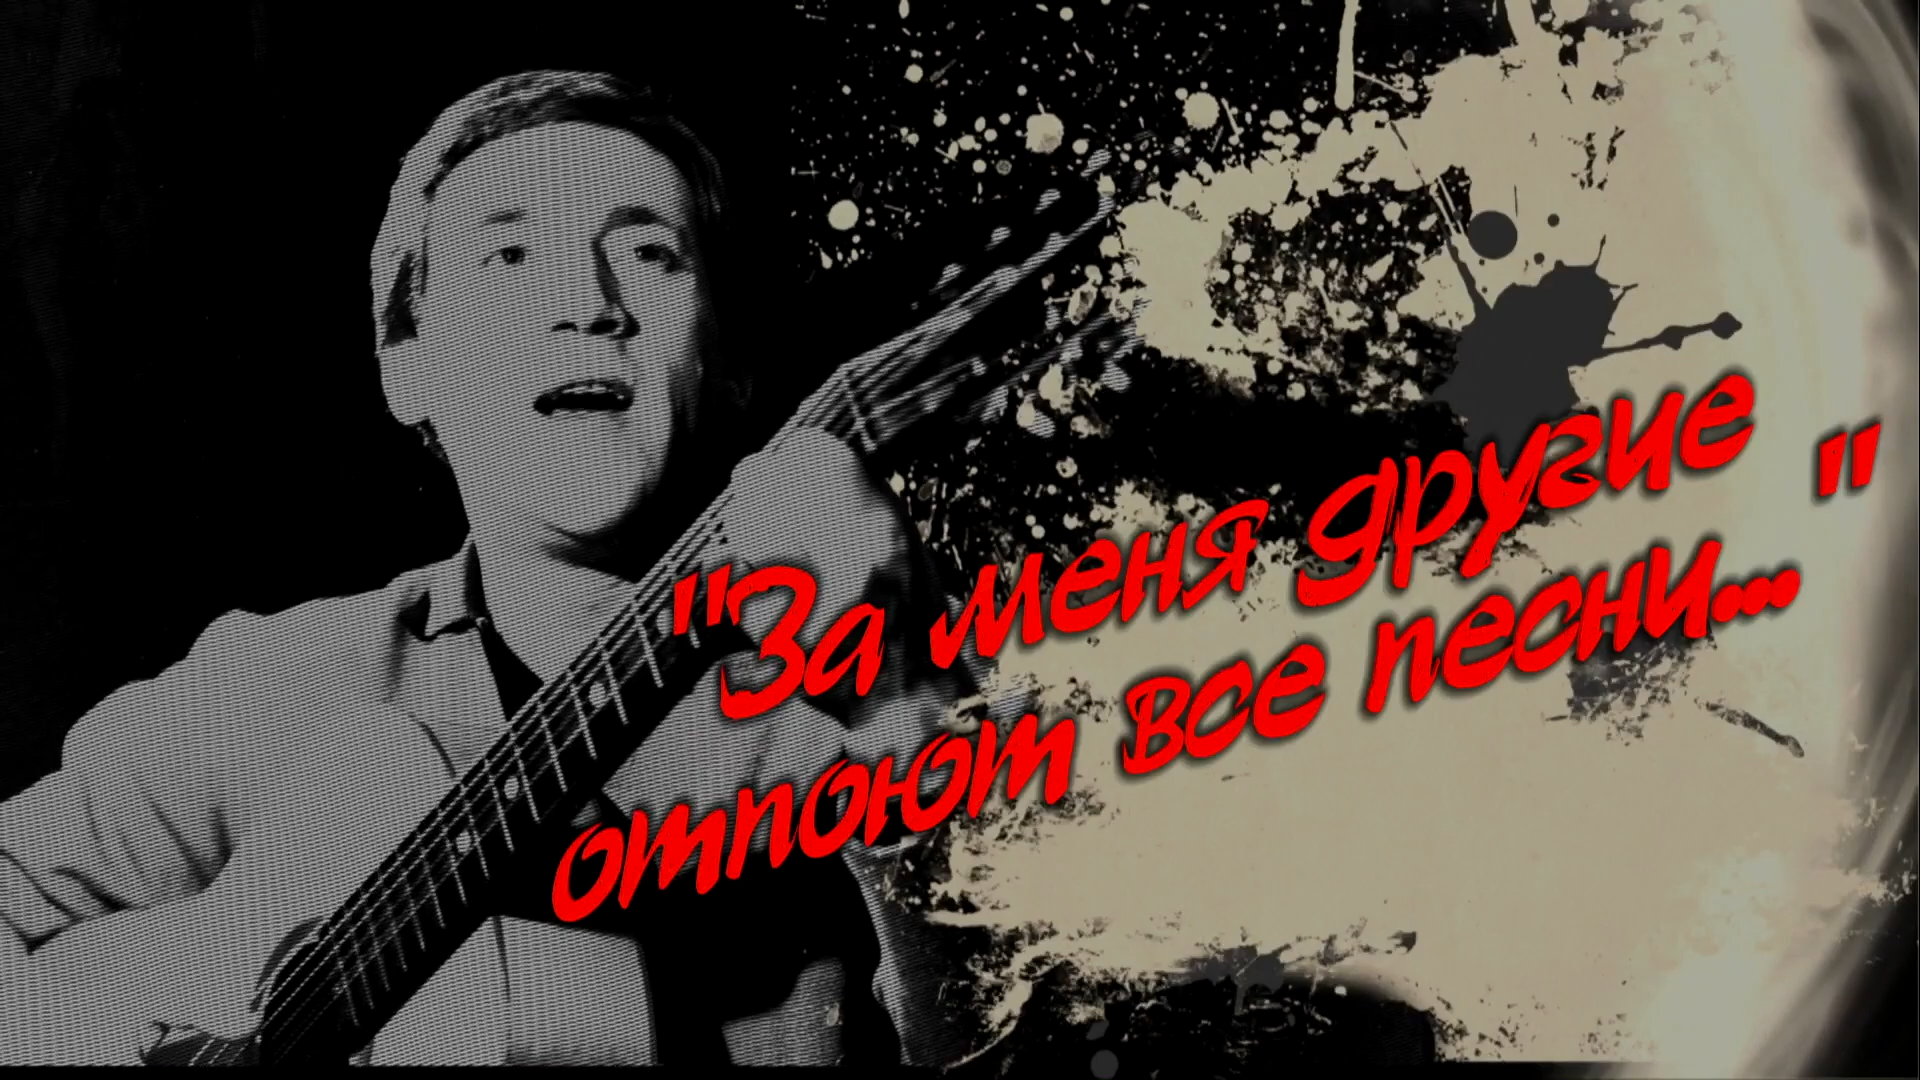 "За меня другие
отпоют все песни... "